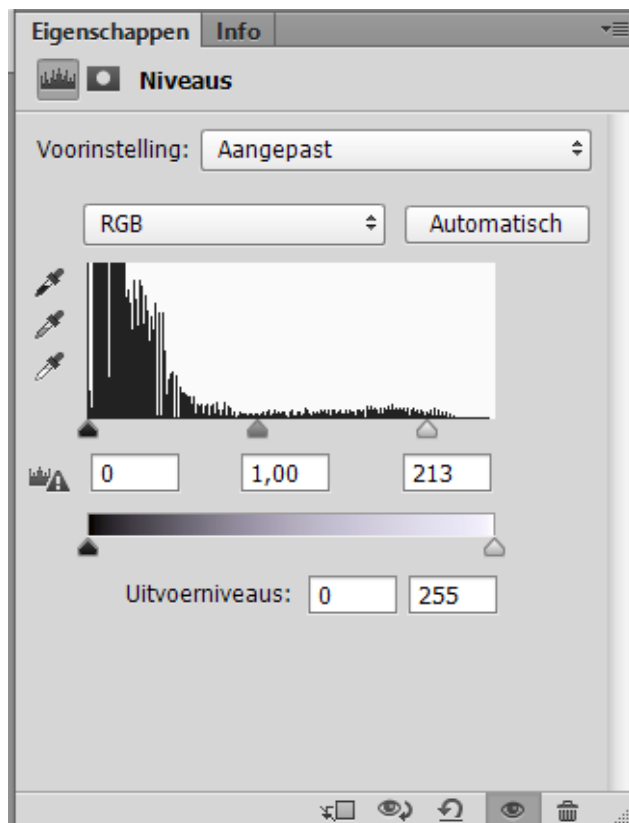 Eigenschappen Info
Niveaus
Voorinstelling: Aangepast
RGB Automatisch
0 1,00 213
Uitvoerniveaus: 0 255